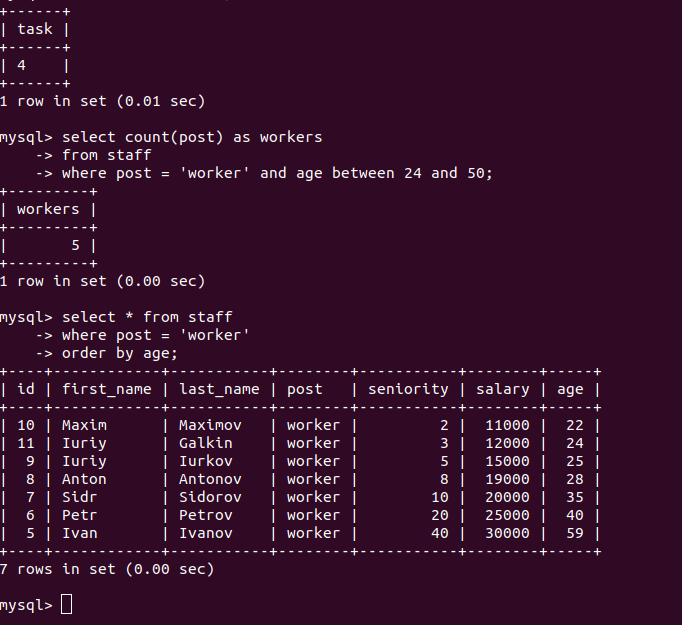 +------+
| task |
+------+
| 4    |
+------+
1 row in set (0.01 sec)
mysql> select count(post) as workers
    -> from staff
    -> where post = 'worker' and age between 24 and 50;
+---------+
| workers |
+---------+
|       5 |
+---------+
1 row in set (0.00 sec)
mysql> select * from staff
    -> where post = 'worker'
    -> order by age;
+----+------------+-----------+--------+-----------+--------+-----+
| id | first_name | last_name | post   | seniority | salary | age |
+----+------------+-----------+--------+-----------+--------+-----+
| 10 | Maxim      | Maximov   | worker |         2 |  11000 |  22 |
| 11 | Iuriy      | Galkin    | worker |         3 |  12000 |  24 |
|  9 | Iuriy      | Iurkov    | worker |         5 |  15000 |  25 |
|  8 | Anton      | Antonov   | worker |         8 |  19000 |  28 |
|  7 | Sidr       | Sidorov   | worker |        10 |  20000 |  35 |
|  6 | Petr       | Petrov    | worker |        20 |  25000 |  40 |
|  5 | Ivan       | Ivanov    | worker |        40 |  30000 |  59 |
+----+------------+-----------+--------+-----------+--------+-----+
7 rows in set (0.00 sec)
mysql>